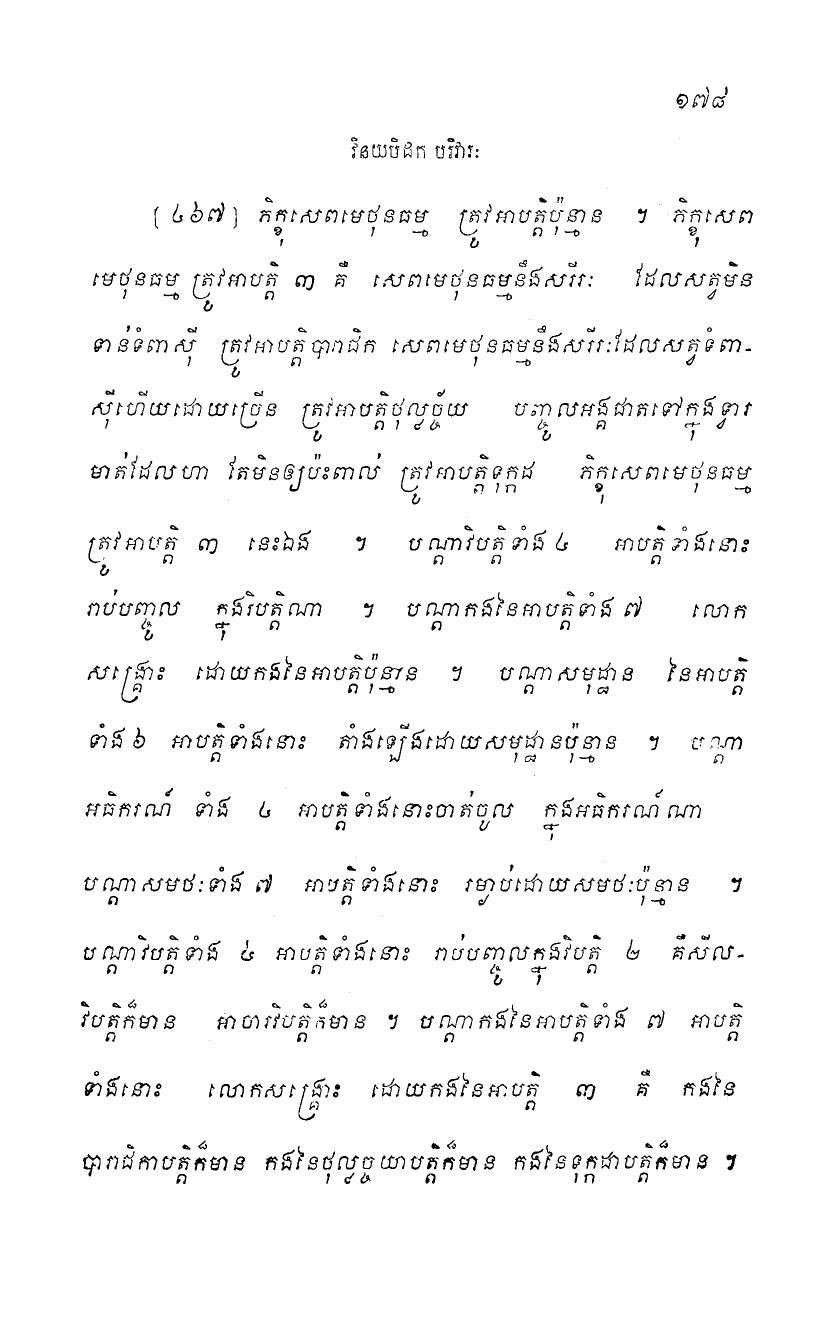 ១៧៨
វិនយបិដក បរិវារៈ
[៤៦៧] ភិក្ខុសេពមេថុនធម្ម ត្រូវអាបត្តិប៉ុន្មាន ។ ភិក្ខុសេព
មេថុនធម្ម ត្រូវអាបត្តិ ៣ គឺ សេពមេថុនធម្មនឹងសរីរៈ ដែលសត្វមិន
ទាន់ទំពាស៊ី ត្រូវអាបត្តិបារាជិក សេពមេថុនធម្មនឹងសរីរៈដែលសត្វទំពា-
ស៊ីហើយដោយច្រើន ត្រូវអាបត្តិថុល្លច្ច័យ បញ្ចូលអង្គជាតទៅក្នុងទ្វារ
មាត់ដែលហា តែមិនឲ្យប៉ះពាល់ ត្រូវអាបត្តិទុក្កដ ភិក្ខុសេពមេថុនធម្ម
ត្រូវអាបត្តិ ៣ នេះឯង ។ បណ្តាវិបត្តិទាំង ៤ អាបត្តិទាំងនោះ
រាប់បញ្ចូល ក្នុងវិបត្តិណា ។ បណ្តាកងនៃអាបត្តិទាំង ៧ លោក
សង្គ្រោះ ដោយកងនៃអាបត្តិប៉ុន្មាន ។ បណ្តាសមុដ្ឋាន នៃអាបត្តិ
ទាំង ៦ អាបត្តិទាំងនោះ តាំងឡើងដោយសមុដ្ឋានប៉ុន្មាន ។ បណ្តា
អធិករណ៍ ទាំង ៤ អាបត្តិទាំងនោះចាត់ចូល ក្នុងអធិករណ៍ណា
បណ្តាសមថៈទាំង ៧ អាបត្តិទាំងនោះ រម្ងាប់ដោយសមថៈប៉ុន្មាន ។
បណ្តាវិបត្តិទាំង ៤ អាបត្តិទាំងនោះ រាប់បញ្ចូលក្នុងវិបត្តិ ២ គឺសីល-
វិបត្តិក៏មាន អាចារវិបត្តិក៏មាន ។ បណ្តាកងនៃអាបត្តិទាំង ៧ អាបត្តិ
ទាំងនោះ លោកសង្គ្រោះ ដោយកងនៃអាបត្តិ ៣ គឺ កងនៃ
បារាជិកាបត្តិក៏មាន កងនៃថុល្លច្ចយាបត្តិក៏មាន កងនៃទុក្កដាបត្តិក៏មាន ។